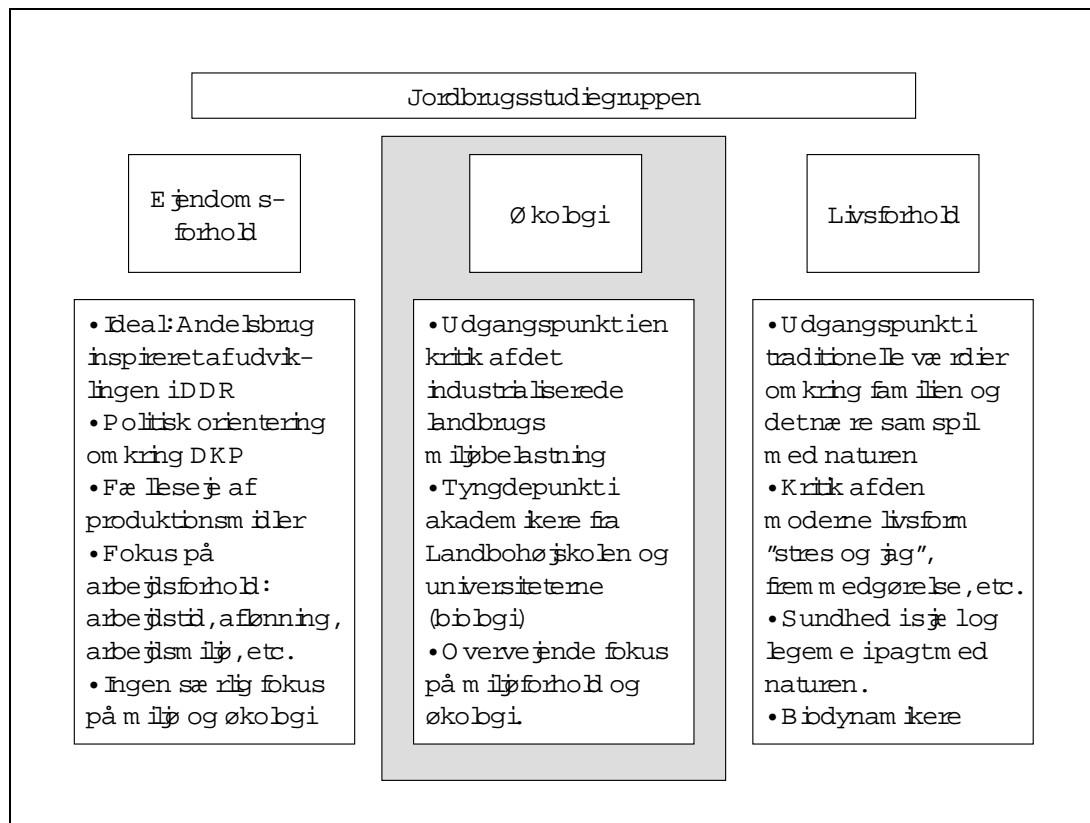 Jordbrugsstudiegruppen
Ejendoms-
forhold
•Ideal: Andelsbrug
inspireret af udvik-
lingen i DDR
•Politisk orientering
omkring DKP
•Fælleseje af
produktionsmidler
•Fokus på
arbejdsforhold:
arbejdstid, aflønning,
arbejdsmiljø, etc.
•Ingen særlig fokus
på miljø og økologi
Økologi
•Udgangspunkt i en
kritik af det
industrialiserede
landbrugs
miljøbelastning
•Tyngdepunkt i
akademikere fra
Landbohøjskolen og
universiteterne
(biologi)
•Overvejende fokus
på miljøforhold og
økologi.
Livsforhold
•Udgangspunkt i
traditionelle værdier
omkring familien og
det nære samspil
med naturen
•Kritik af den
moderne livsform
"stres og jag",
fremmedgørelse, etc.
•Sundhed i sjæl og
legeme i pagt med
naturen.
•Biodynamikere